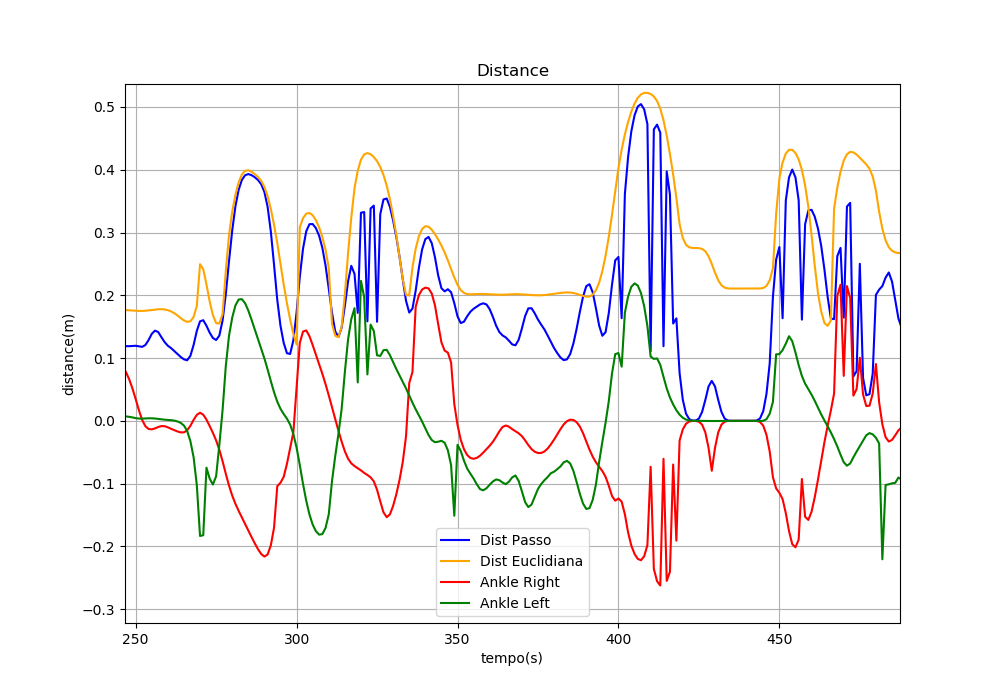 Distance
0.5
0.4
0.3
0.2
0.1
0.0
−0.1
−0.2
−0.3
distance(m)
250
300
350
400
450
tempo(s)
Dist Passo
Dist Euclidiana
Ankle Right
Ankle Left